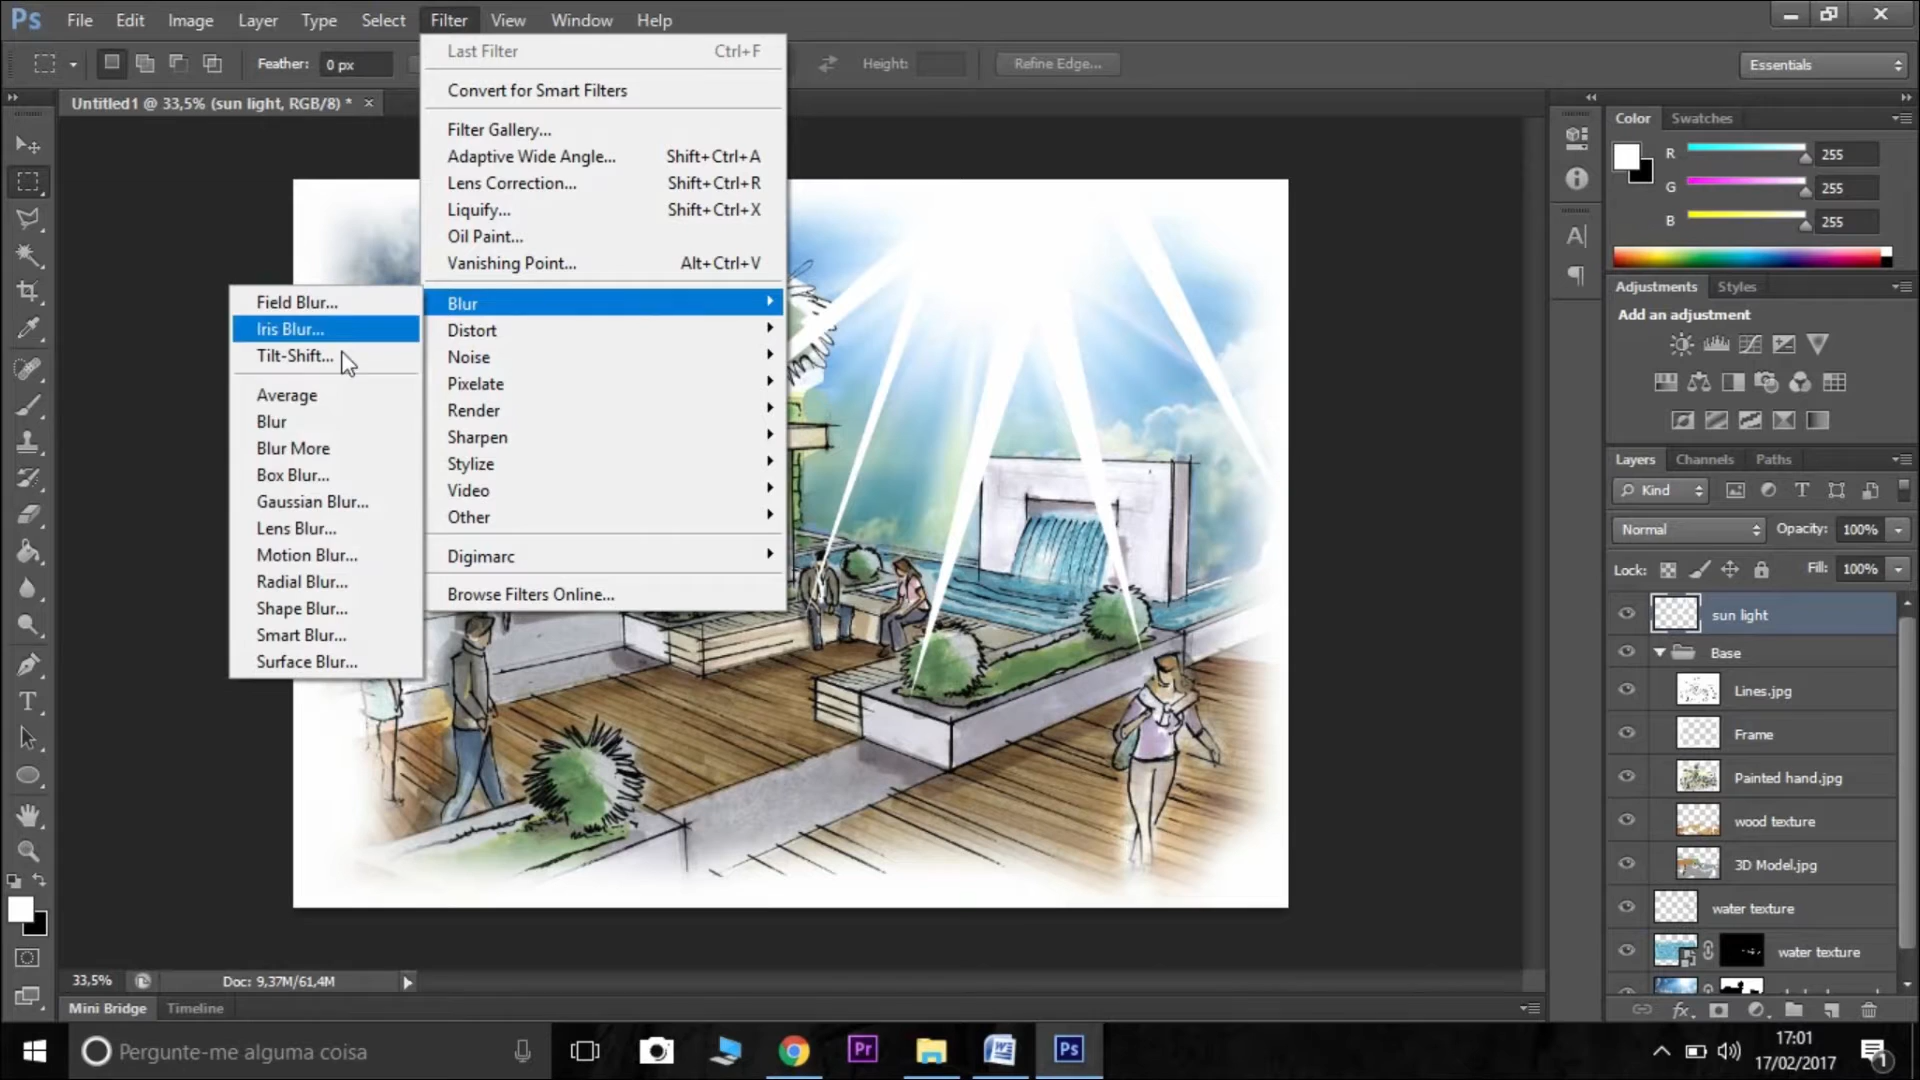 Ps File Edit Image Layer Type Select Filter View Window Help
Feather: 0 px Height: Refine Edge... Essentials
Untitled1 @ 33,5% (sun light, RGB/8) * ×
Last Filter Ctrl+F
Convert for Smart Filters
Filter Gallery...
Adaptive Wide Angle... Shift+Ctrl+A
Lens Correction... Shift+Ctrl+R
Liquify... Shift+Ctrl+X
Oil Paint...
Vanishing Point... Alt+Ctrl+V
Blur
Distort
Noise
Pixelate
Render
Sharpen
Stylize
Video
Other
Digimarc
Browse Filters Online...
Field Blur...
Iris Blur...
Tilt-Shift...
Average
Blur
Blur More
Box Blur...
Gaussian Blur...
Lens Blur...
Motion Blur...
Radial Blur...
Shape Blur...
Smart Blur...
Surface Blur...
Color Swatches
R 255
G 255
B 255
Adjustments Styles
Add an adjustment
Layers Channels Paths
Kind
Normal Opacity: 100%
Lock: Fill: 100%
sun light
Base
Lines.jpg
Frame
Painted hand.jpg
wood texture
3D Model.jpg
water texture
water texture
33,5% Doc: 9,37M/61,4M
Mini Bridge Timeline
Pergunte-me alguma coisa
Pr
Ps
17:01
17/02/2017
1